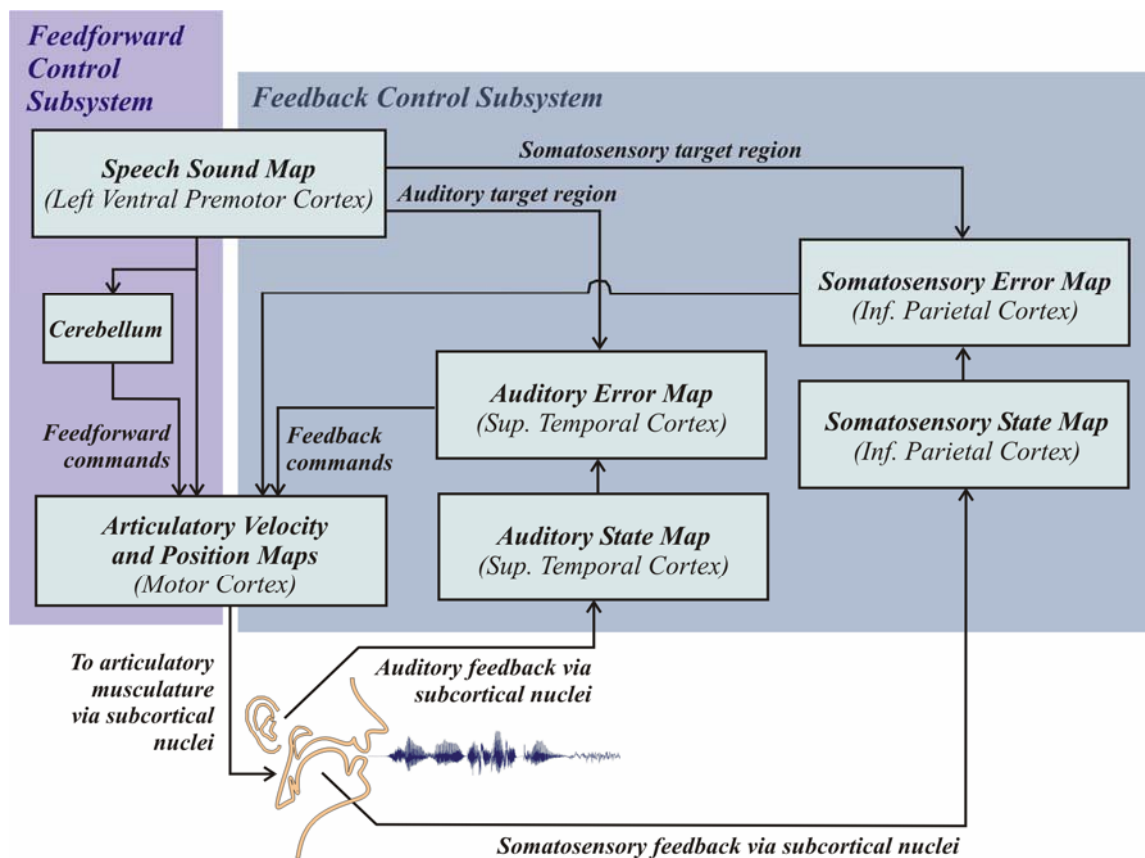 Feedforward
Control
Subsystem
Feedback Control Subsystem
Speech Sound Map
(Left Ventral Premotor Cortex)
Somatosensory target region
Auditory target region
Somatosensory Error Map
(Inf. Parietal Cortex)
Cerebellum
Auditory Error Map
(Sup. Temporal Cortex)
Somatosensory State Map
(Inf. Parietal Cortex)
Feedforward
commands
Feedback
commands
Articulatory Velocity
and Position Maps
(Motor Cortex)
Auditory State Map
(Sup. Temporal Cortex)
To articulatory
musculature
via subcortical
nuclei
Auditory feedback via
subcortical nuclei
Somatosensory feedback via subcortical nuclei